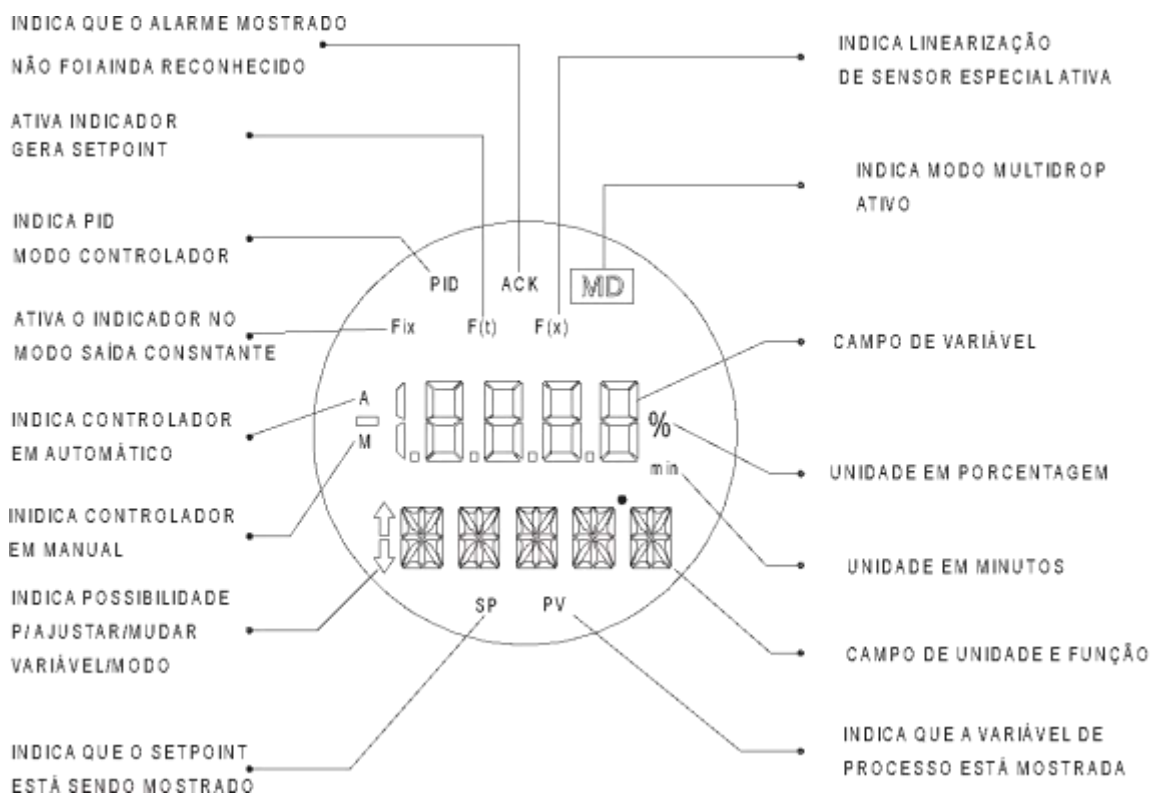 INDICA QUE O ALARME MOSTRADO
NÃO FOI AINDA RECONHECIDO
ATIVA INDICADOR
GERA SETPOINT
INDICA PID
MODO CONTROLADOR
ATIVA O INDICADOR NO
MODO SAÍDA CONSNTANTE
INDICA CONTROLADOR
EM AUTOMÁTICO
INIDICA CONTROLADOR
EM MANUAL
INDICA POSSIBILIDADE
P/ AJUSTAR/MUDAR
VARIÁVEL/MODO
INDICA QUE O SETPOINT
ESTÁ SENDO MOSTRADO
PID ACK MD
Fix F(t) F(x)
A
M
18.8.8.8
%
min
SP PV
INDICA LINEARIZAÇÃO
DE SENSOR ESPECIAL ATIVA
INDICA MODO MULTIDROP
ATIVO
CAMPO DE VARIÁVEL
UNIDADE EM PORCENTAGEM
UNIDADE EM MINUTOS
CAMPO DE UNIDADE E FUNÇÃO
INDICA QUE A VARIÁVEL DE
PROCESSO ESTÁ MOSTRADA